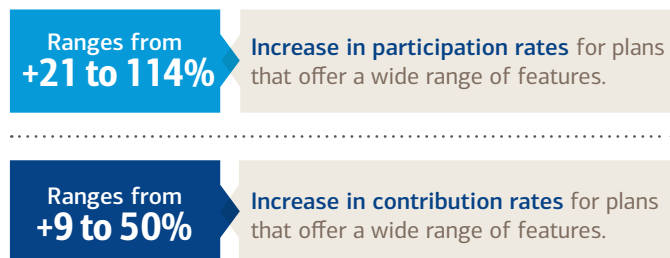 Ranges from
+21 to 114%
Increase in participation rates for plans
that offer a wide range of features.
Ranges from
+9 to 50%
Increase in contribution rates for plans
that offer a wide range of features.